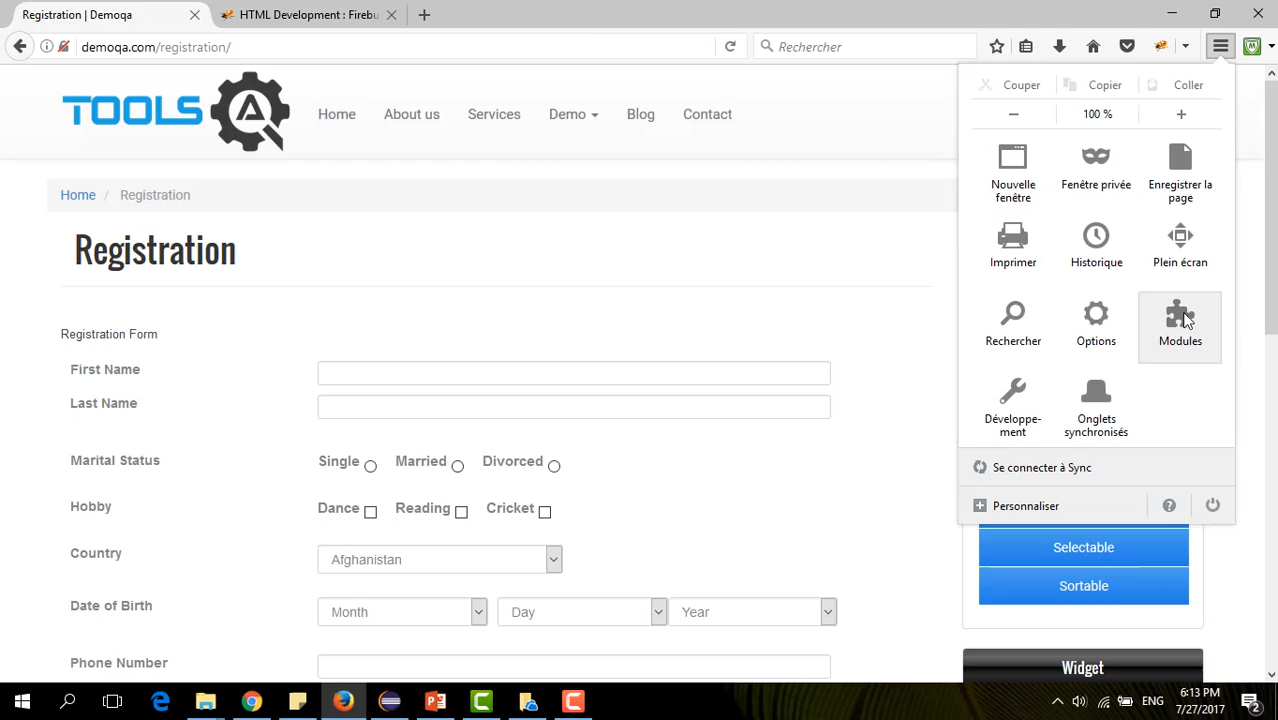 Registration | Demoqa
HTML Development : Firebu
demoqa.com/registration/
Rechercher
TOOLS
Home
About us
Services
Demo
Blog
Contact
Home / Registration
Registration
Registration Form
First Name
Last Name
Marital Status
Single
Married
Divorced
Hobby
Dance
Reading
Cricket
Country
Afghanistan
Date of Birth
Month
Day
Year
Phone Number
Couper
Copier
Coller
100 %
Nouvelle
fenêtre
Fenêtre privée
Enregistrer la
page
Imprimer
Historique
Plein écran
Rechercher
Options
Modules
Développe-
ment
Onglets
synchronisés
Se connecter à Sync
Personnaliser
Selectable
Sortable
Widget
ENG
6:13 PM
7/27/2017
2